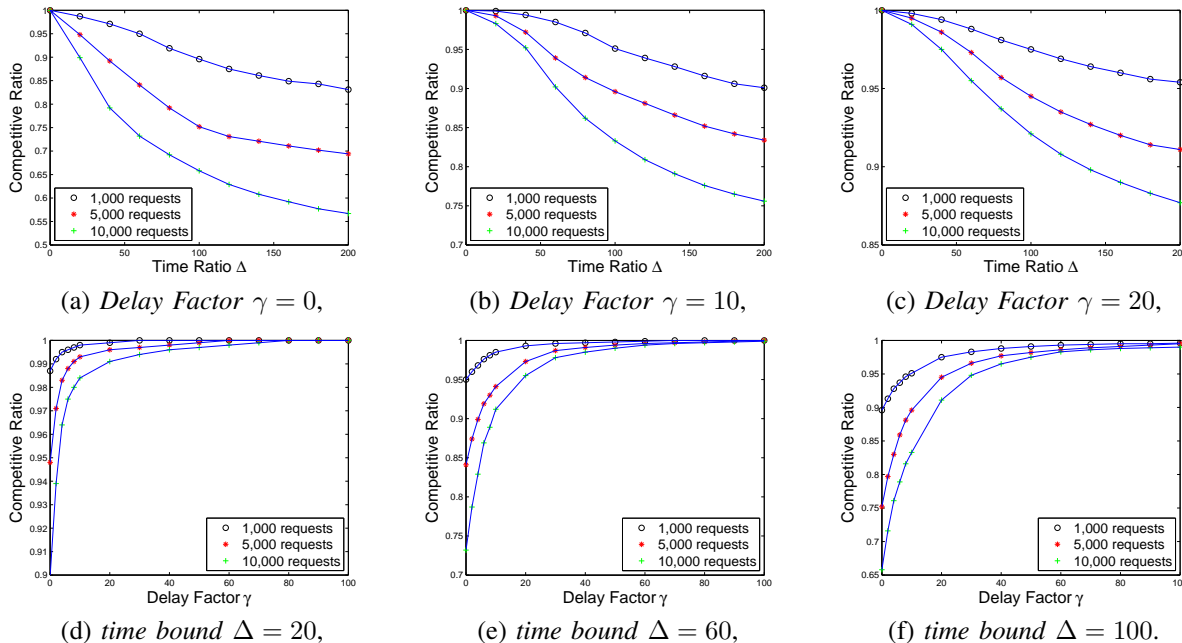 1
0.95
0.9
0.85
0.8
0.75
0.7
0.65
0.6
0.55
0.5
Competitive Ratio
1,000 requests
5,000 requests
10,000 requests
0 50 100 150 200
Time Ratio Δ
(a) Delay Factor γ = 0,
1
0.95
0.9
0.85
0.8
0.75
0.7
Competitive Ratio
1,000 requests
5,000 requests
10,000 requests
0 50 100 150 200
Time Ratio Δ
(b) Delay Factor γ = 10,
1
0.95
0.9
0.85
Competitive Ratio
1,000 requests
5,000 requests
10,000 requests
0 50 100 150 200
Time Ratio Δ
(c) Delay Factor γ = 20,
1
0.99
0.98
0.97
0.96
0.95
0.94
0.93
0.92
0.91
0.9
Competitive Ratio
1,000 requests
5,000 requests
10,000 requests
0 20 40 60 80 100
Delay Factor γ
(d) time bound Δ = 20,
1
0.95
0.9
0.85
0.8
0.75
0.7
Competitive Ratio
1,000 requests
5,000 requests
10,000 requests
0 20 40 60 80 100
Delay Factor γ
(e) time bound Δ = 60,
1
0.95
0.9
0.85
0.8
0.75
0.7
0.65
Competitive Ratio
1,000 requests
5,000 requests
10,000 requests
0 20 40 60 80 100
Delay Factor γ
(f) time bound Δ = 100.